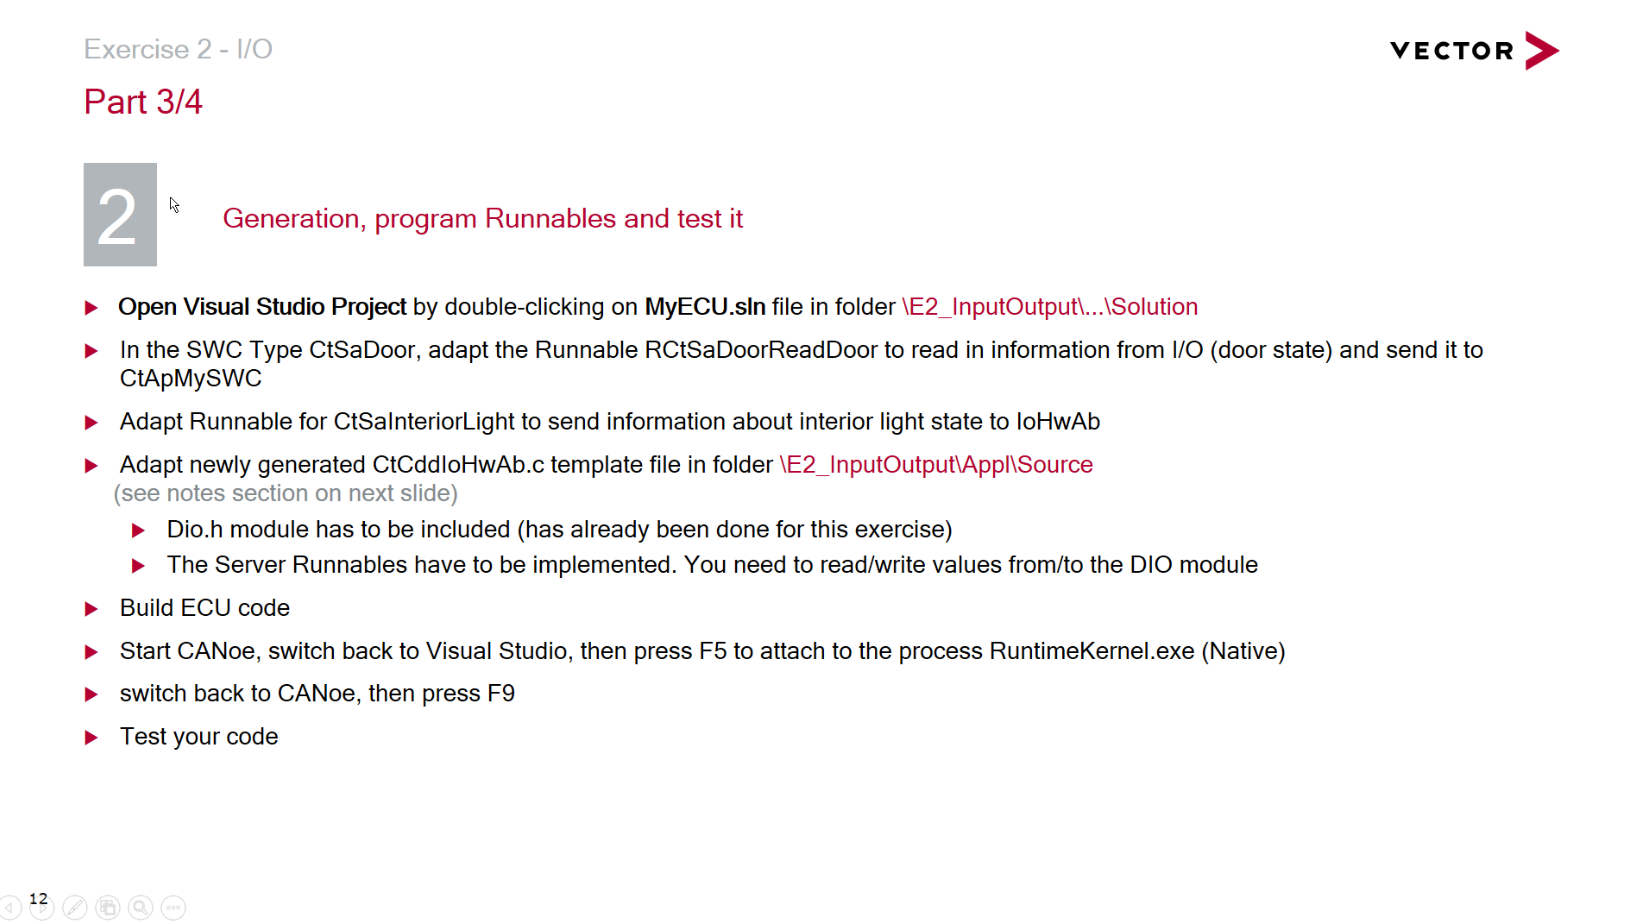 Exercise 2 - I/O
VECTOR
Part 3/4
2
Generation, program Runnables and test it
Open Visual Studio Project by double-clicking on MyECU.sln file in folder \E2_InputOutput\...\Solution
In the SWC Type CtSaDoor, adapt the Runnable RCtSaDoorReadDoor to read in information from I/O (door state) and send it to
CtApMySWC
Adapt Runnable for CtSaInteriorLight to send information about interior light state to IoHwAb
Adapt newly generated CtCddIoHwAb.c template file in folder \E2_InputOutput\Appl\Source
(see notes section on next slide)
Dio.h module has to be included (has already been done for this exercise)
The Server Runnables have to be implemented. You need to read/write values from/to the DIO module
Build ECU code
Start CANoe, switch back to Visual Studio, then press F5 to attach to the process RuntimeKernel.exe (Native)
switch back to CANoe, then press F9
Test your code
12